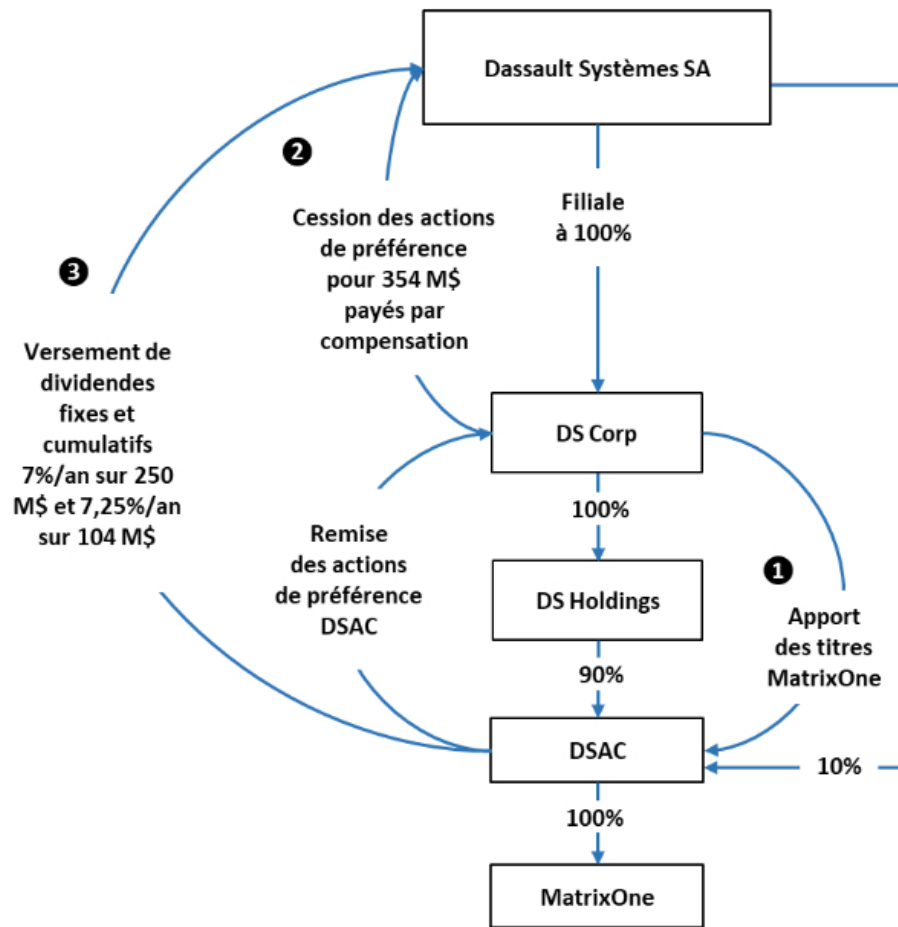 Dassault Systèmes SA
❷
Cession des actions
de préférence
pour 354 M$
payés par
compensation
Filiale
à 100%
❸
Versement de
dividendes
fixes et
cumulatifs
7%/an sur 250
M$ et 7,25%/an
sur 104 M$
DS Corp
100%
Remise
des actions
de préférence
DSAC
DS Holdings
❶
Apport
des titres
MatrixOne
90%
DSAC
10%
100%
MatrixOne